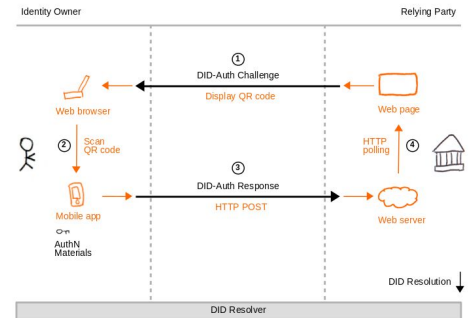 Identity Owner
Relying Party
1
DID-Auth Challenge
Display QR code
Web browser
Web page
2
Scan
QR code
HTTP
polling
4
3
DID-Auth Response
HTTP POST
Mobile app
Web server
AuthN
Materials
DID Resolution
DID Resolver